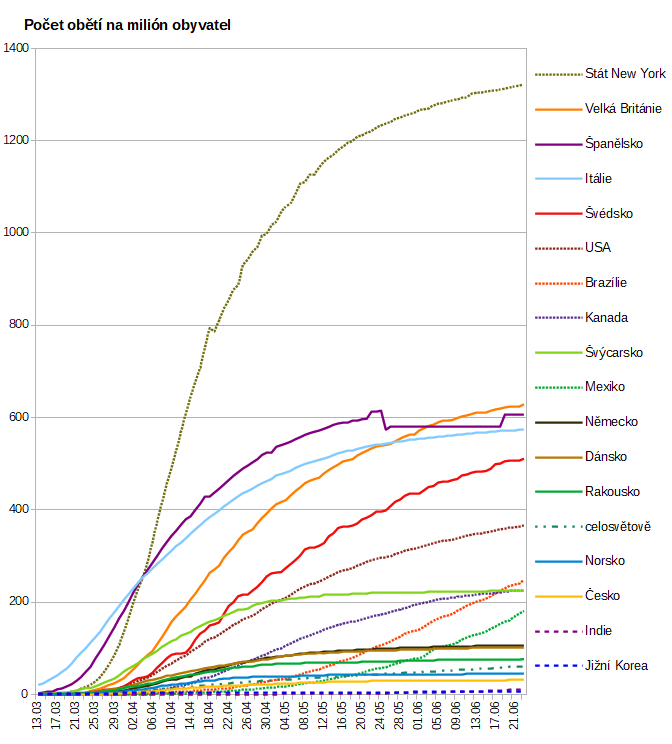 Počet obětí na milión obyvatel
1400
1200
1000
800
600
400
200
0
13.03
17.03
21.03
25.03
29.03
02.04
06.04
10.04
14.04
18.04
22.04
26.04
30.04
04.05
08.05
12.05
16.05
20.05
24.05
28.05
01.06
05.06
09.06
13.06
17.06
21.06
Stát New York
Velká Británie
Španělsko
Itálie
Švédsko
USA
Brazílie
Kanada
Švýcarsko
Mexiko
Německo
Dánsko
Rakousko
celosvětově
Norsko
Česko
Indie
Jižní Korea